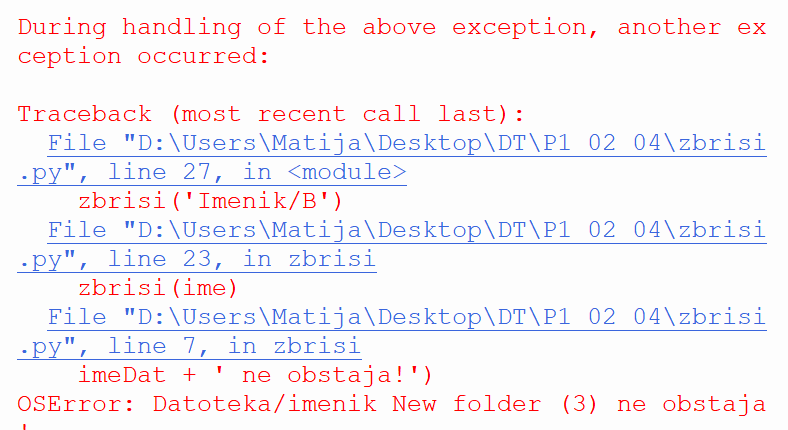 During handling of the above exception, another ex
ception occurred:
Traceback (most recent call last):
File "D:\Users\Matija\Desktop\DT\P1 02 04\zbrisi
.py", line 27, in <module>
zbrisi('Imenik/B')
File "D:\Users\Matija\Desktop\DT\P1 02 04\zbrisi
.py", line 23, in zbrisi
zbrisi(ime)
File "D:\Users\Matija\Desktop\DT\P1 02 04\zbrisi
.py", line 7, in zbrisi
imeDat + ' ne obstaja!')
OSError: Datoteka/imenik New folder (3) ne obstaja